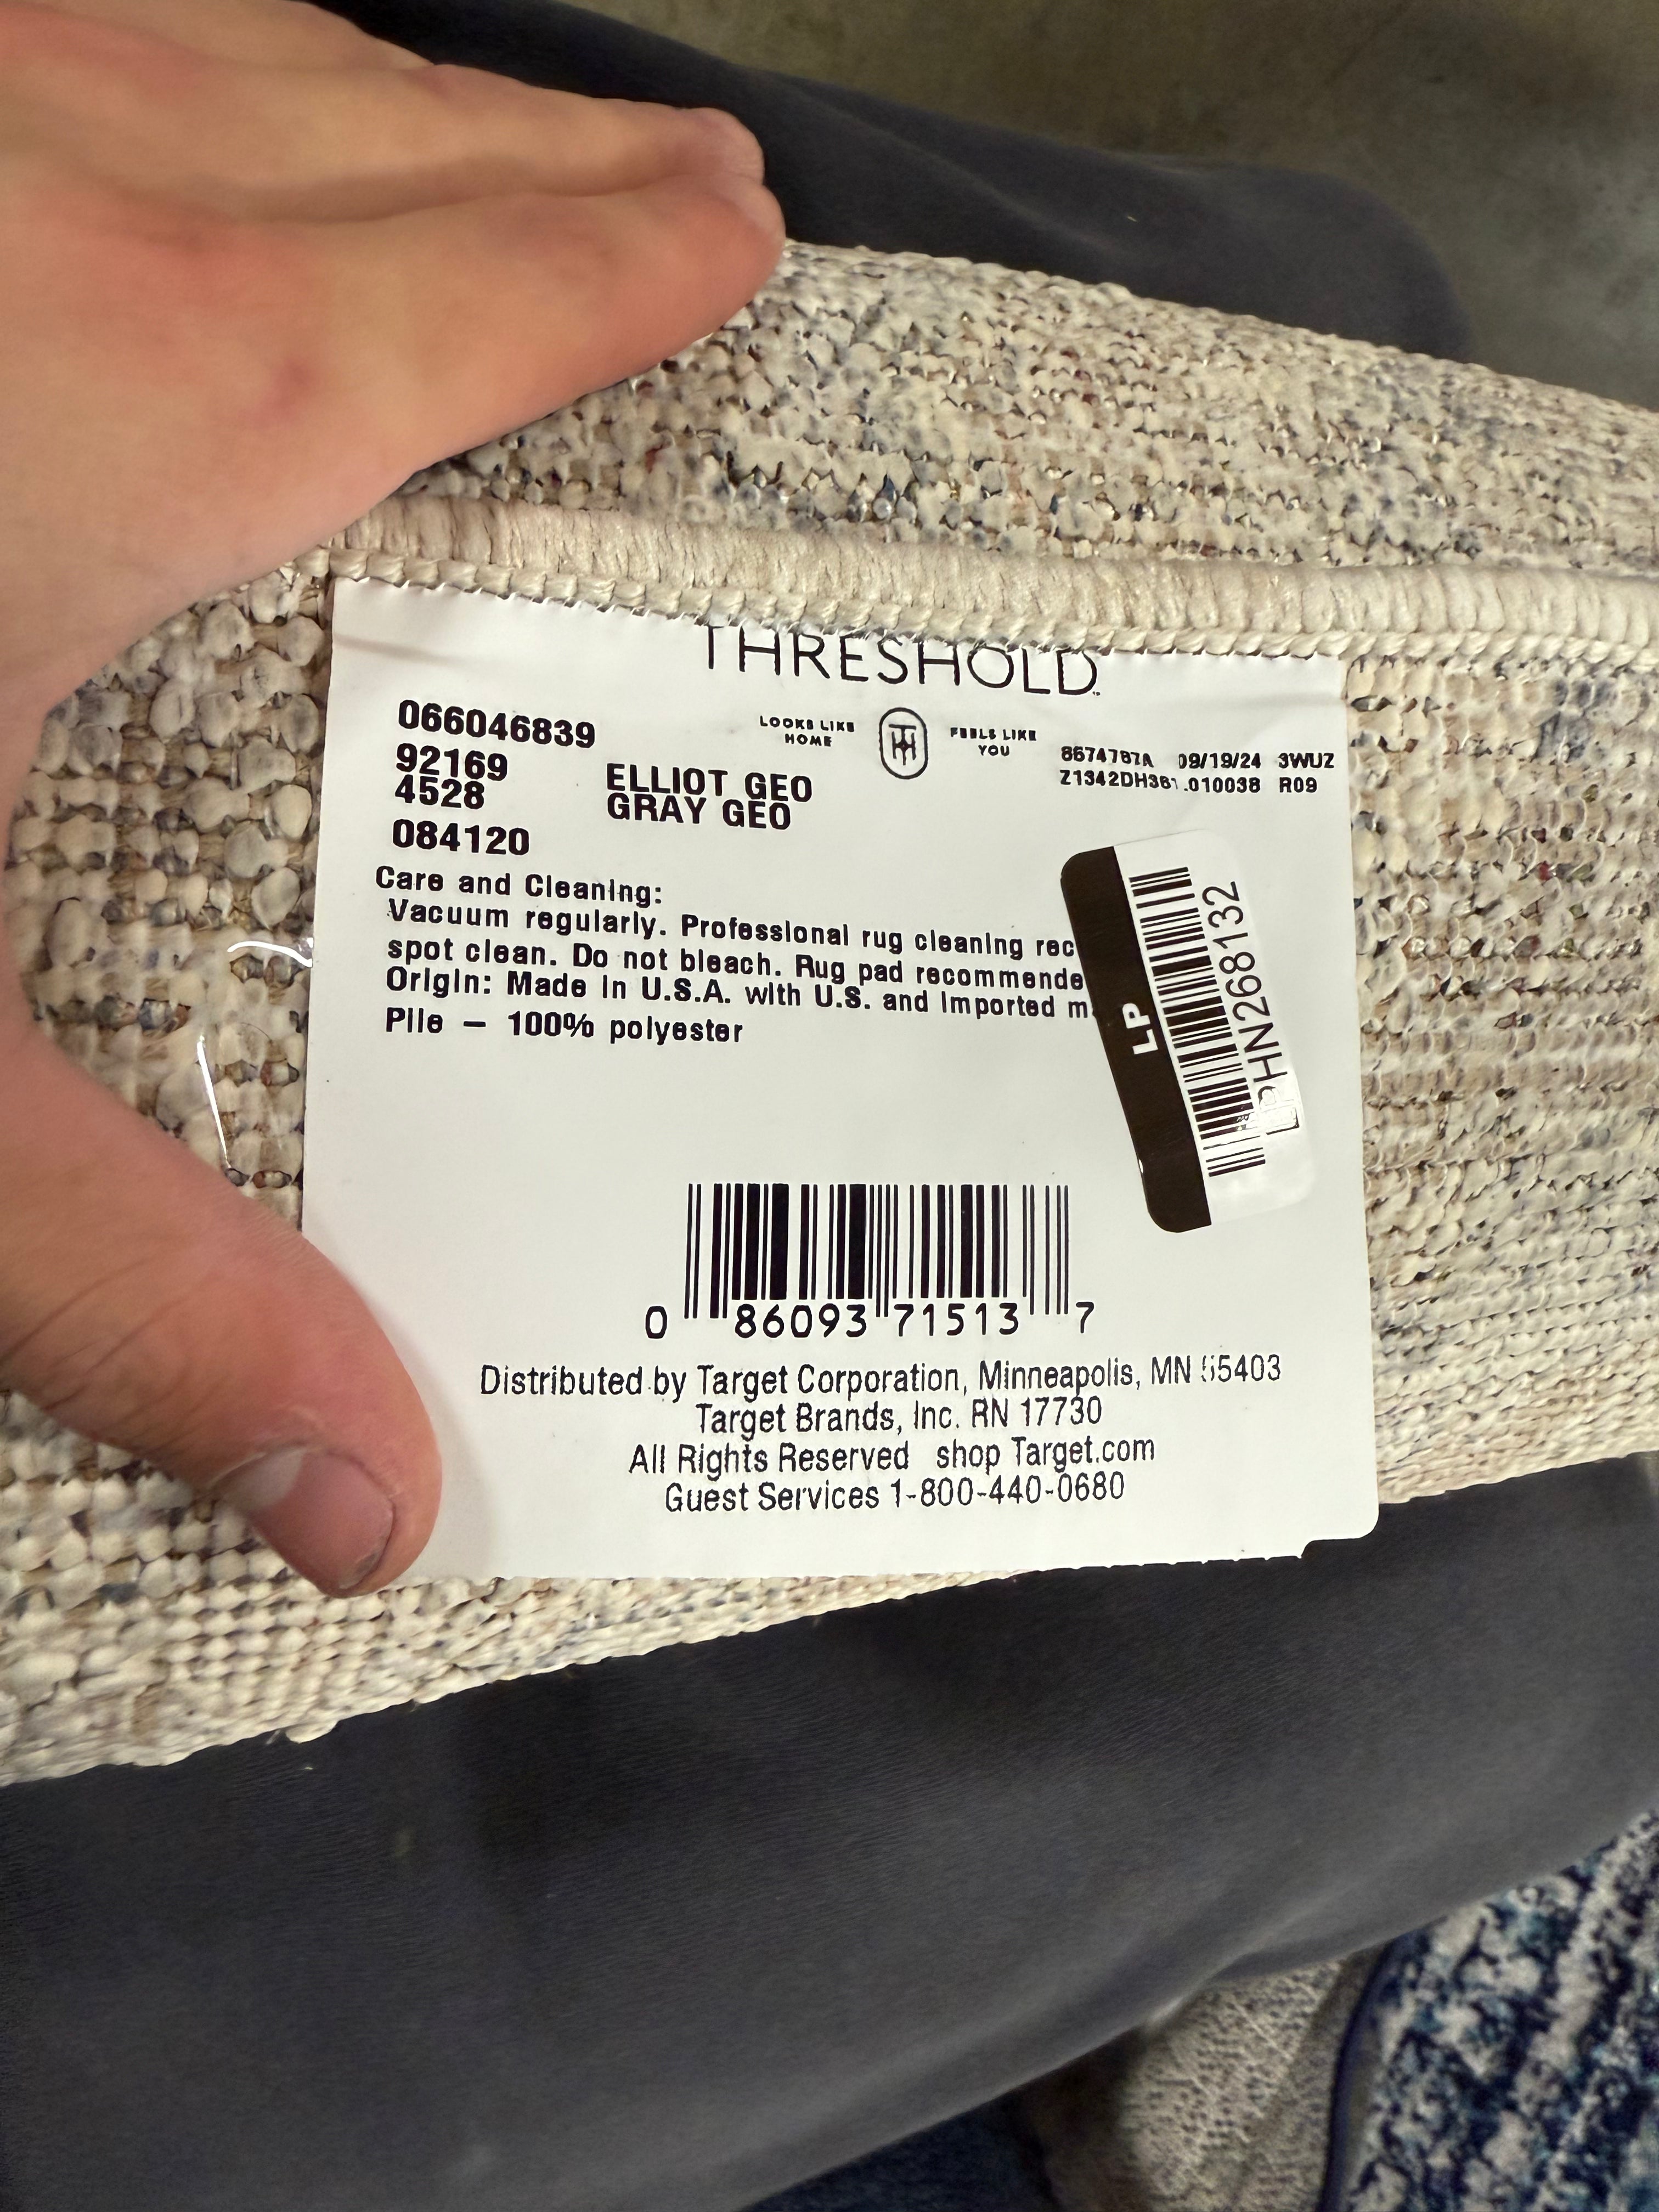 THRESHOLD
LOOKS LIKE HOME
FEELS LIKE YOU
066046839
92169 ELLIOT GEO
4528 GRAY GEO
084120
09/19/24 3WUZ
.010038 R09
Care and Cleaning:
Vacuum regularly. Professional rug cleaning
spot clean. Do not bleach. Rug pad
Origin: Made in U.S.A. with U.S. and imported
Pile – 100% polyester
LP
PHN268132
0 86093 71513 7
Distributed by Target Corporation, Minneapolis, MN 55403
Target Brands, Inc. RN 17730
All Rights Reserved shop Target.com
Guest Services 1-800-440-0680